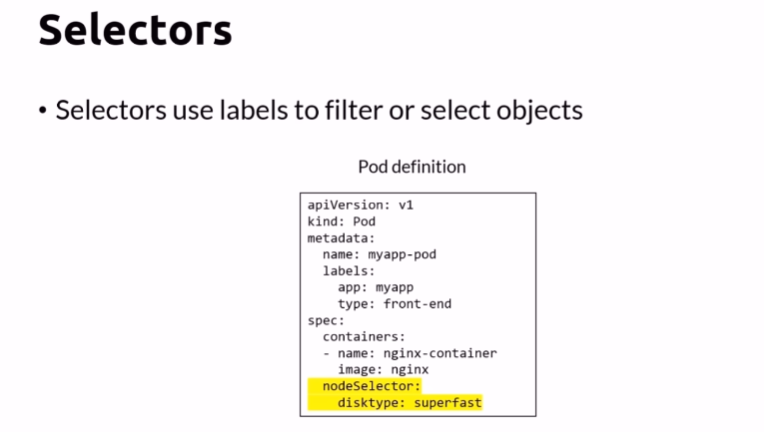 Selectors
• Selectors use labels to filter or select objects
Pod definition
apiVersion: v1
kind: Pod
metadata:
  name: myapp-pod
  labels:
    app: myapp
    type: front-end
spec:
  containers:
  - name: nginx-container
    image: nginx
  nodeSelector:
    disktype: superfast